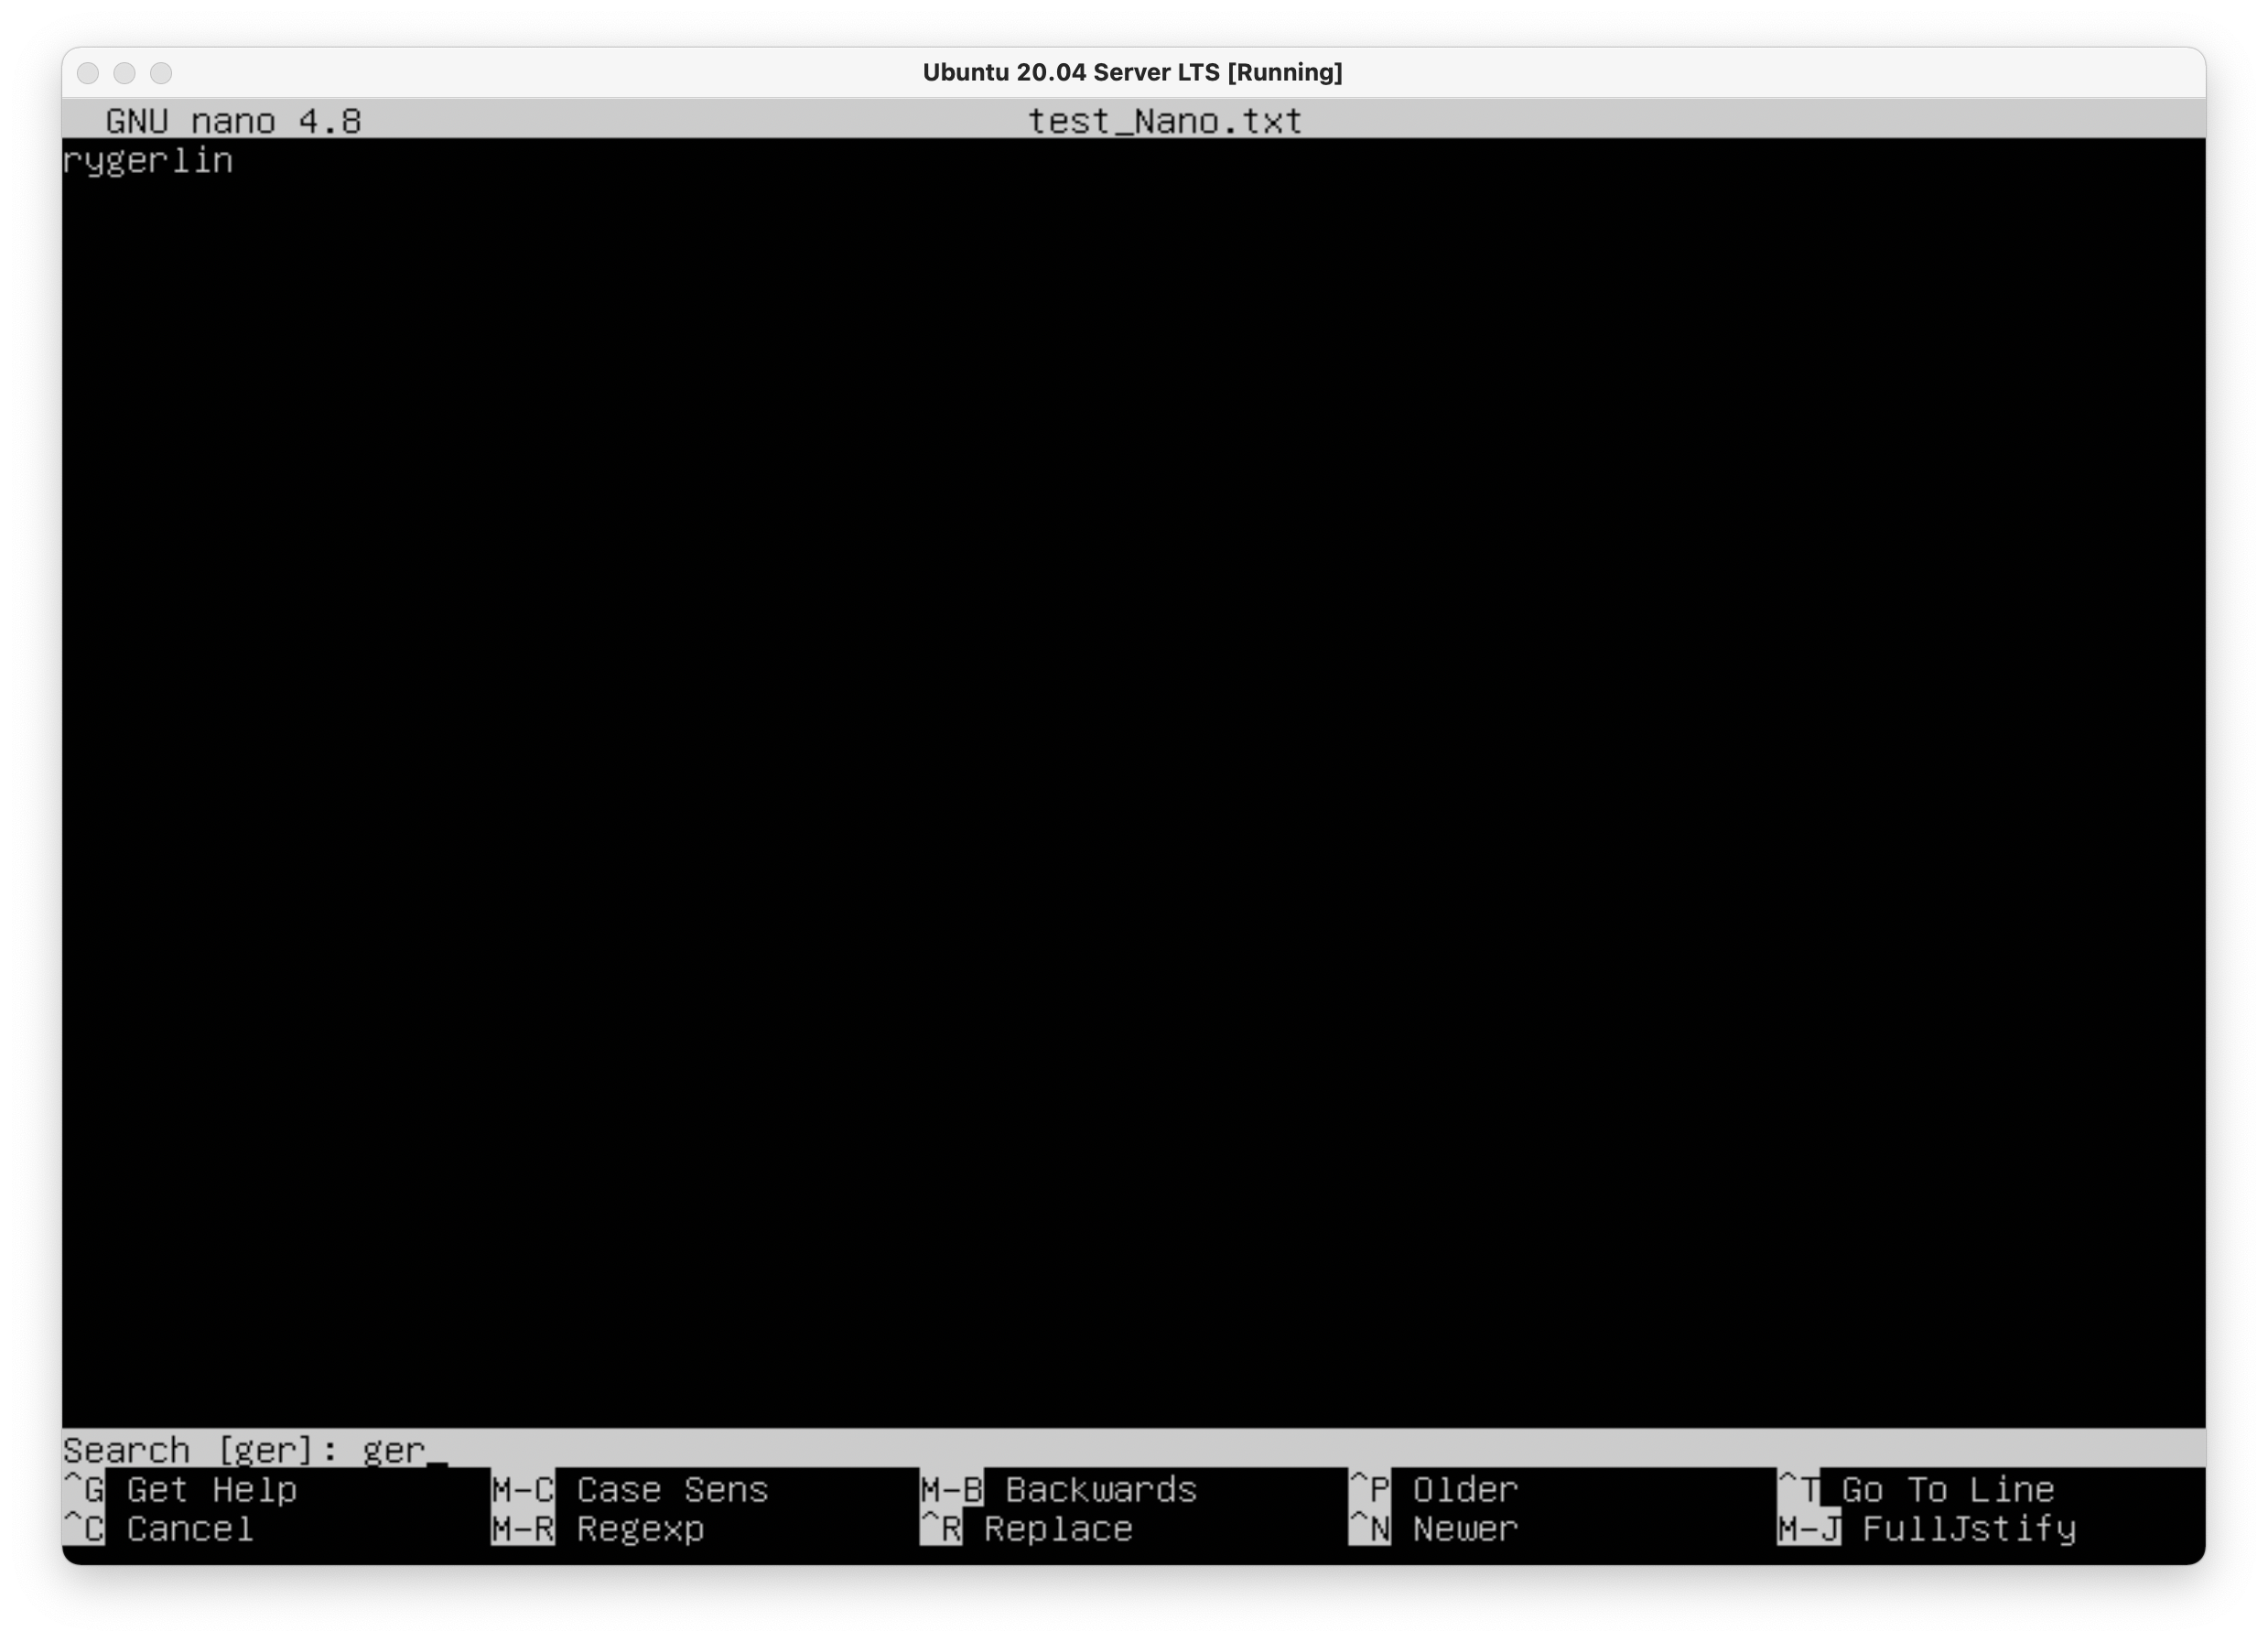 Ubuntu 20.04 Server LTS [Running]
GNU nano 4.8 test_Nano.txt
rygerlin
Search [ger]: ger_
^G Get Help M-C Case Sens M-B Backwards ^P Older ^T Go To Line
^C Cancel M-R Regexp ^R Replace ^N Newer M-J FullJstify